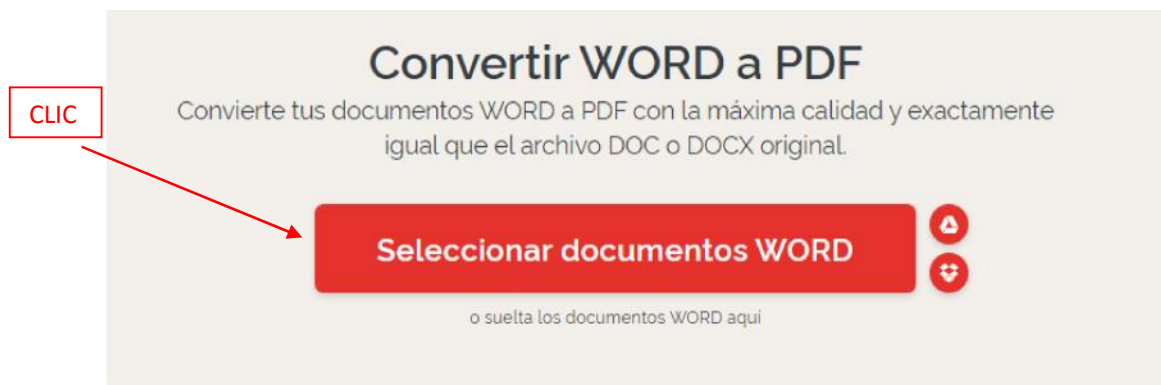 Convertir WORD a PDF
CLIC
Convierte tus documentos WORD a PDF con la máxima calidad y exactamente
igual que el archivo DOC o DOCX original.
Seleccionar documentos WORD
o suelta los documentos WORD aquí